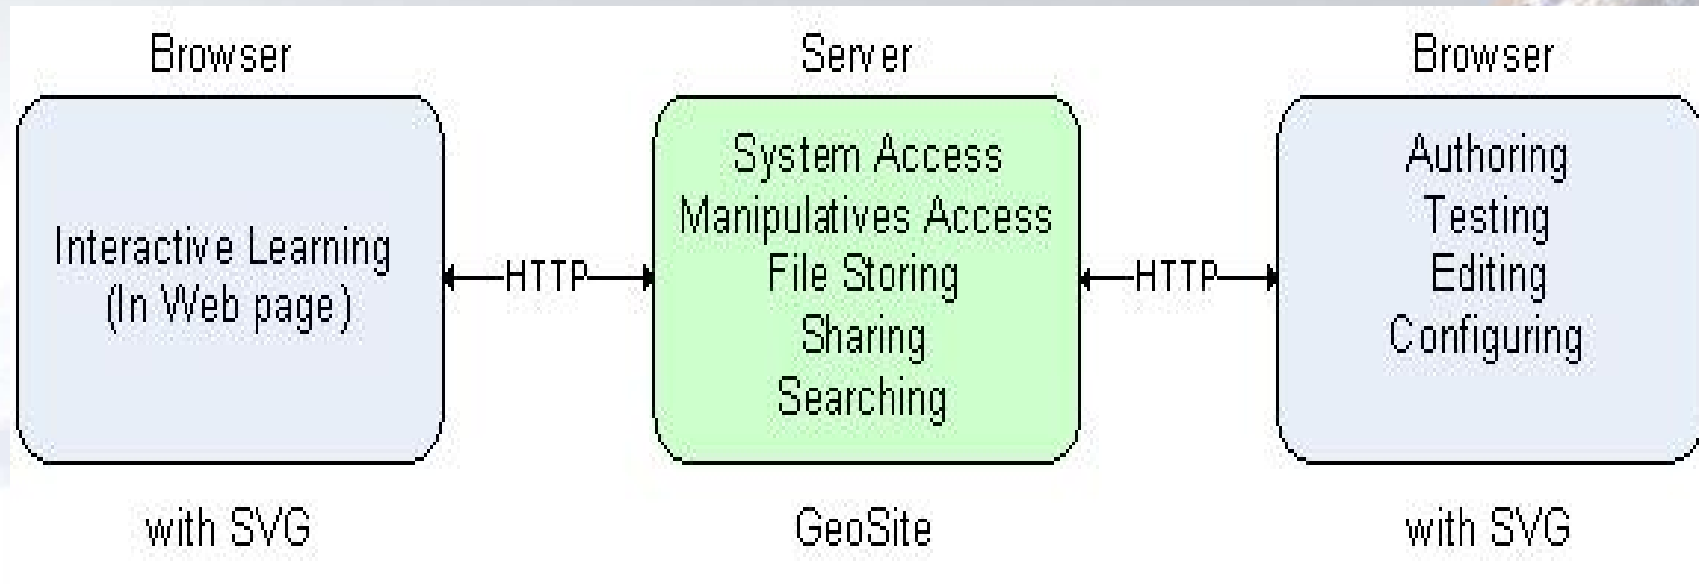 Browser
Server
Browser
Interactive Learning
(In Web page)
HTTP
System Access
Manipulatives Access
File Storing
Sharing
Searching
HTTP
Authoring
Testing
Editing
Configuring
with SVG
GeoSite
with SVG